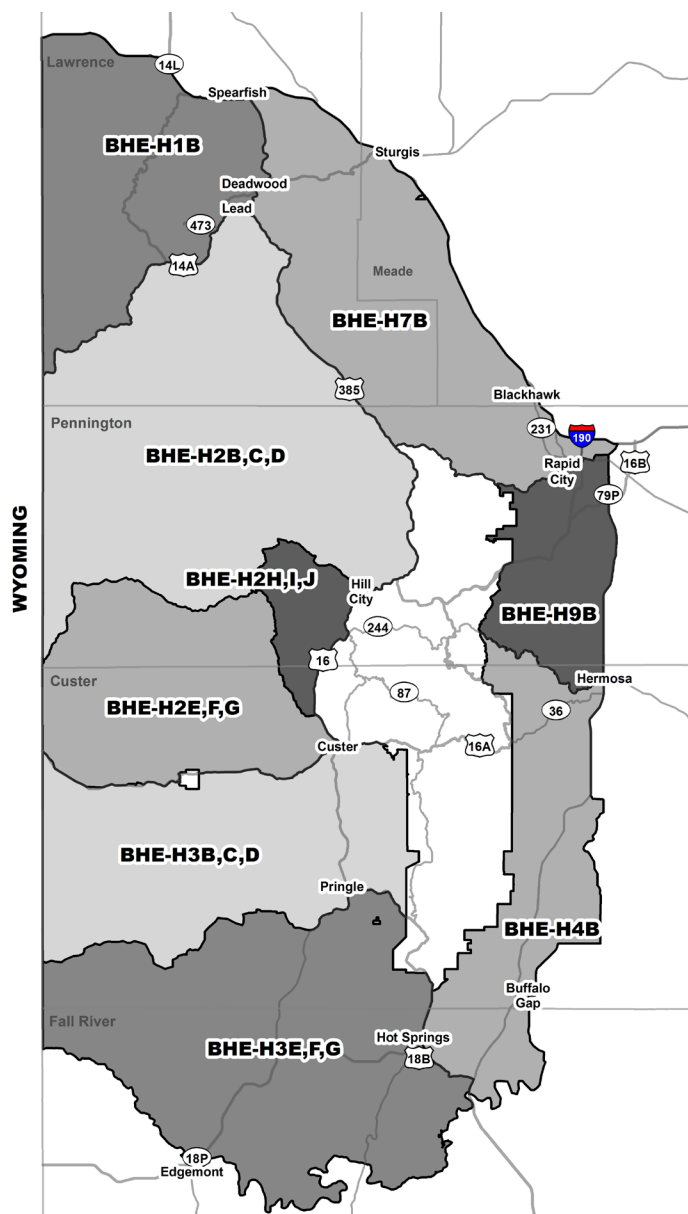 Lawrence
14L
Spearfish
BHE-H1B
Sturgis
Deadwood
Lead
473
14A
Meade
BHE-H7B
385
Blackhawk
Pennington
231
190
BHE-H2B,C,D
Rapid
City
16B
79P
WYOMING
BHE-H2H,I,J
Hill
City
BHE-H9B
244
16
Custer
Hermosa
87
BHE-H2E,F,G
36
Custer
16A
BHE-H3B,C,D
Pringle
BHE-H4B
Buffalo
Gap
Fall River
Hot Springs
BHE-H3E,F,G
18B
18P
Edgemont